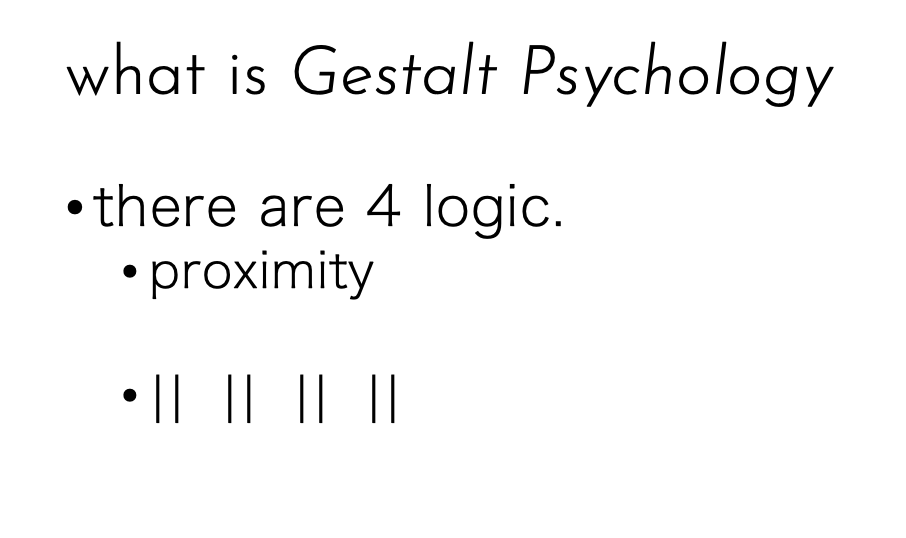 what is Gestalt Psychology
• there are 4 logic.
• proximity
• || || || ||